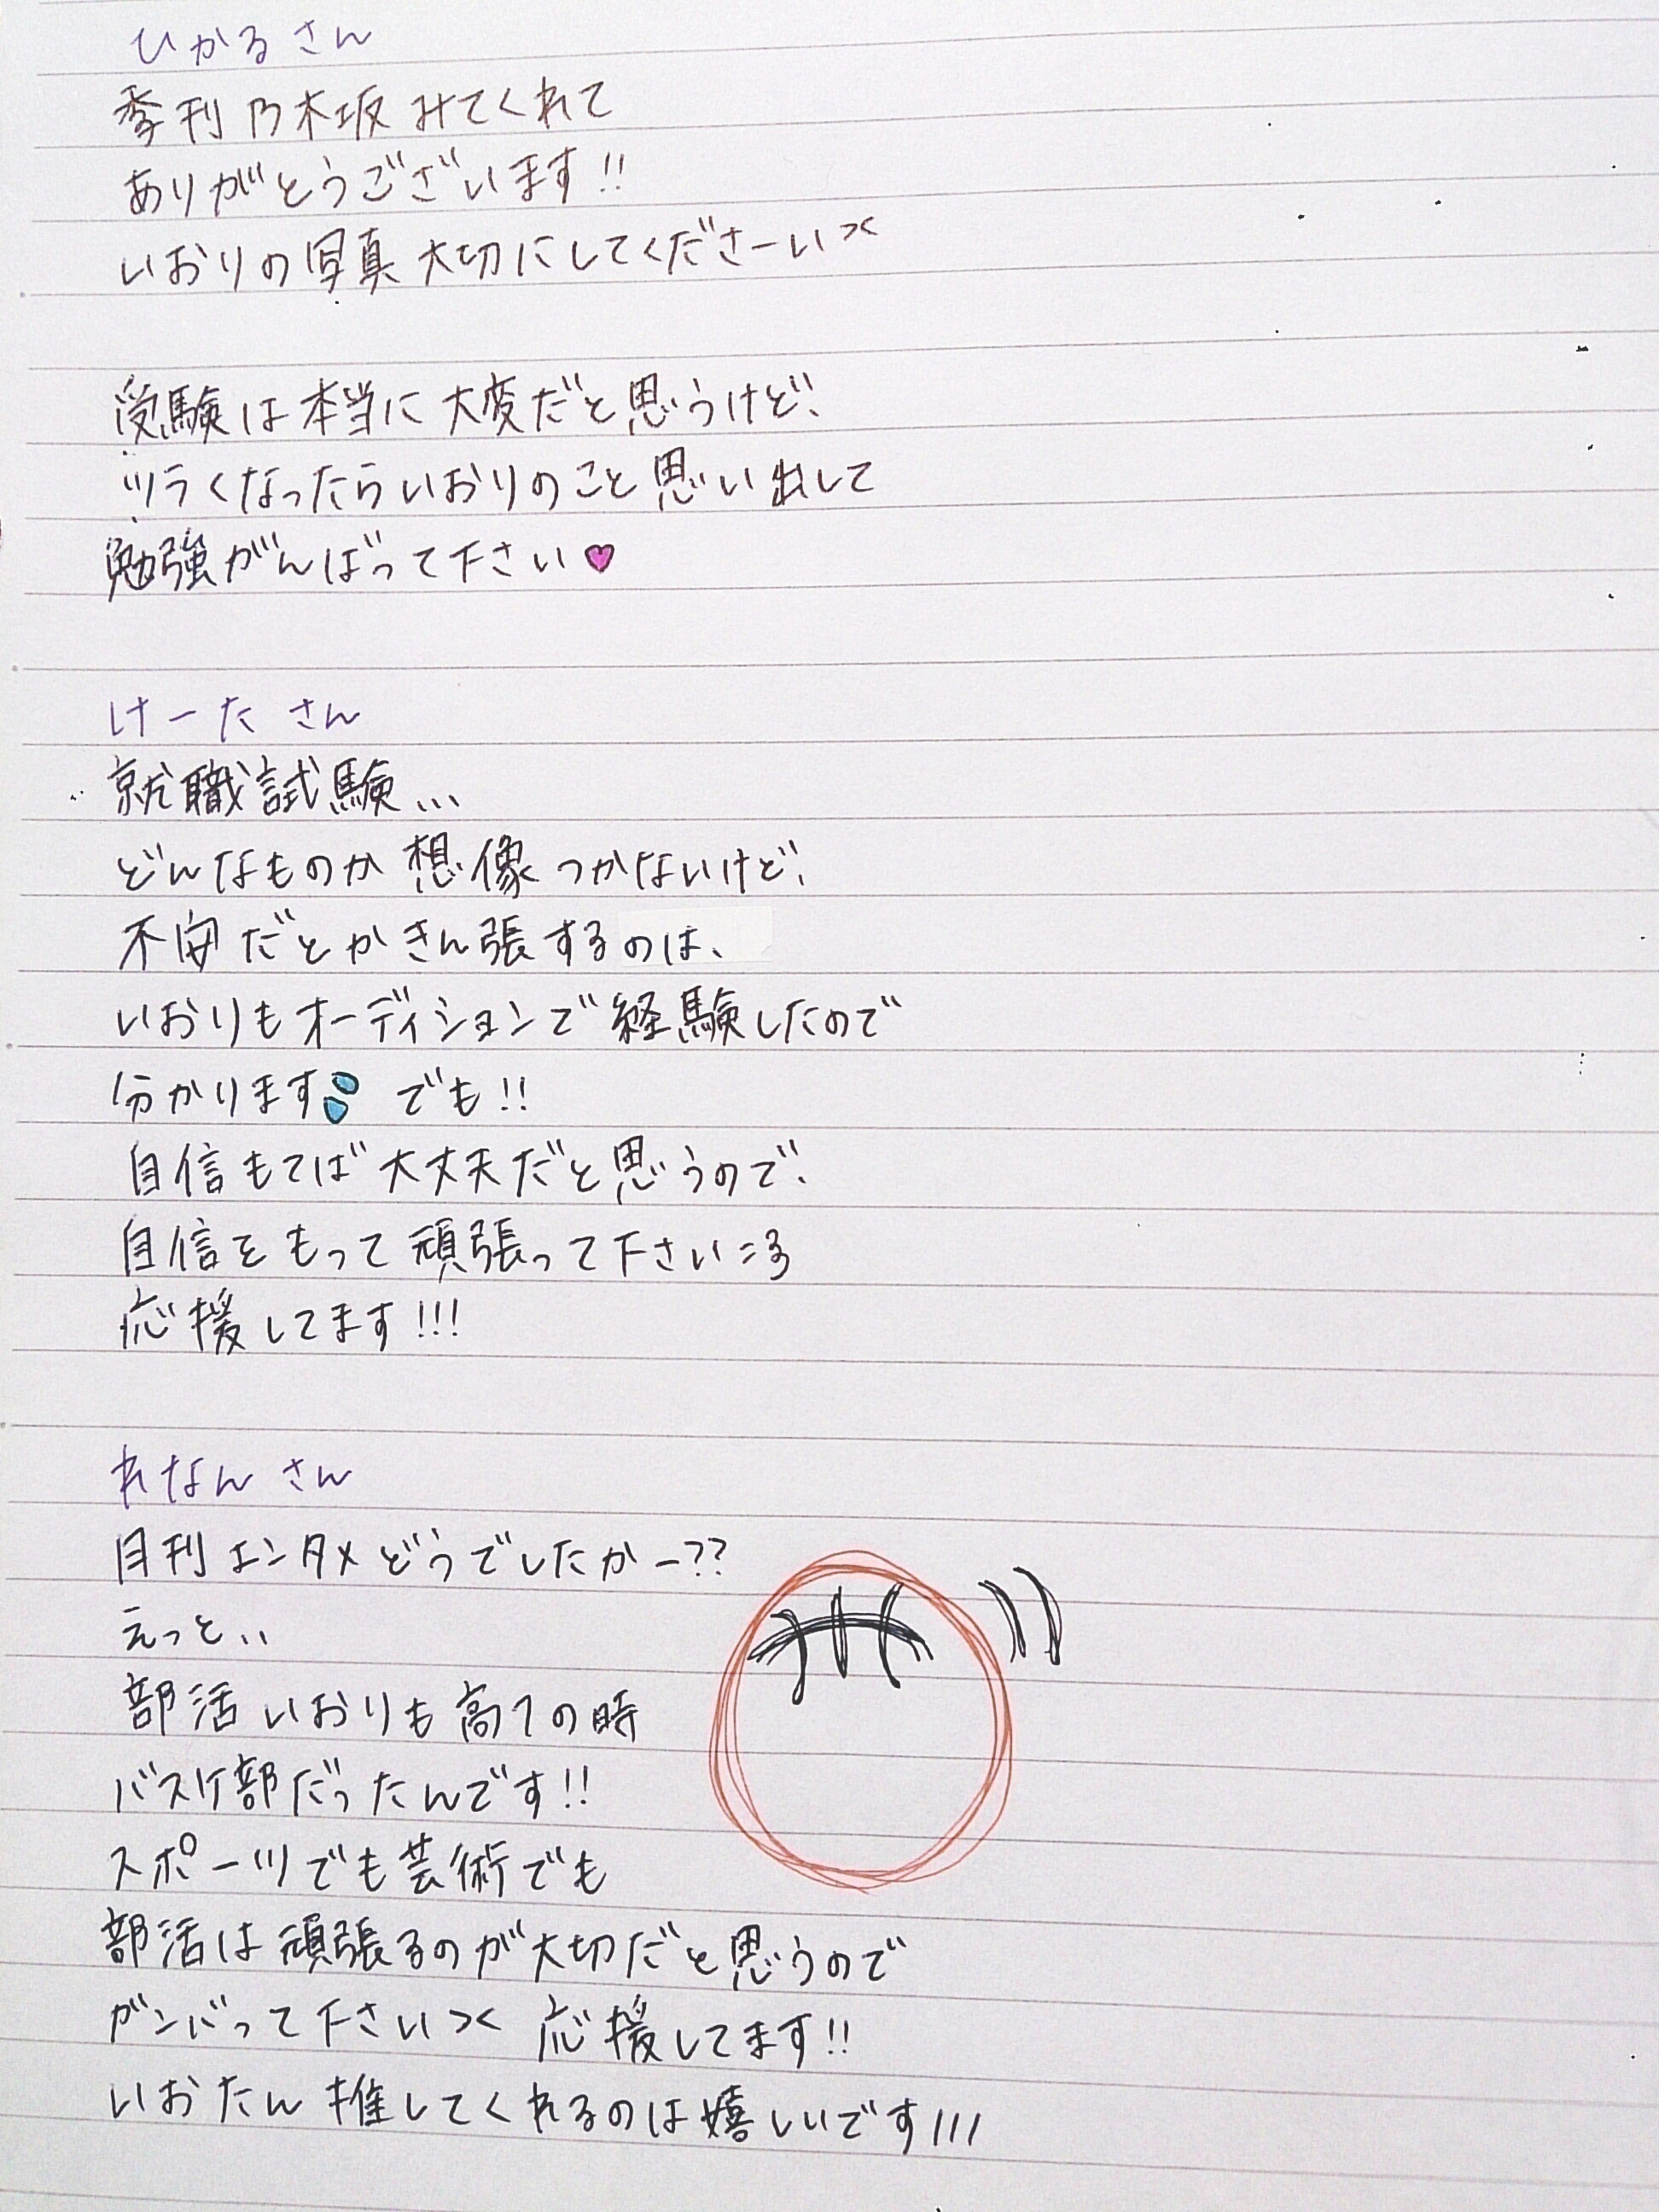 ひかるさん
季刊乃木坂みてくれて
ありがとうございます!!
いおりの写真大切にしてくださーい><
受験は本当に大変だと思うけど、
ツラくなったらいおりのこと思い出して
勉強がんばって下さい♥
けーたさん
就職試験...
どんなものか想像つかないけど、
不安だとかきん張するのは、
いおりもオーディションで経験したので
分かります💦 でも!!
自信もてば大丈夫だと思うので、
自信をもって頑張って下さい=3
応援してます!!!
れなんさん
月刊エンタメどうでしたかー??
えっと..
部活いおりも高1の時
バスケ部だったんです!!
スポーツでも芸術でも
部活は頑張るのが大切だと思うので
ガンバって下さい>< 応援してます!!
いおたん推してくれるのは嬉しいです///